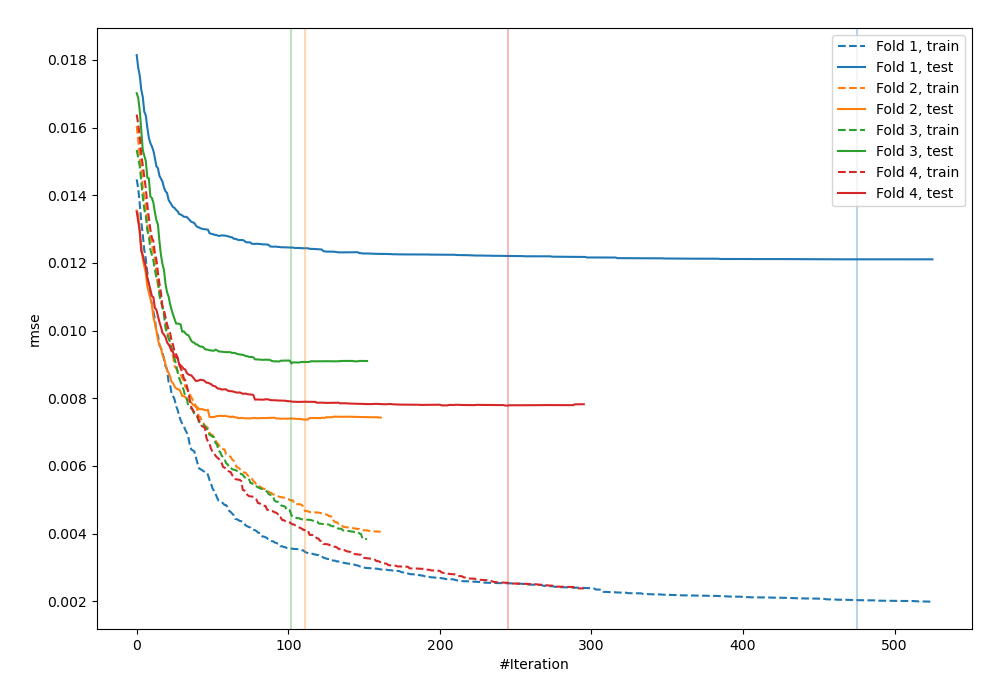 0.018
0.016
0.014
0.012
0.010
0.008
0.006
0.004
0.002
rmse
0 100 200 300 400 500
#Iteration
Fold 1, train
Fold 1, test
Fold 2, train
Fold 2, test
Fold 3, train
Fold 3, test
Fold 4, train
Fold 4, test